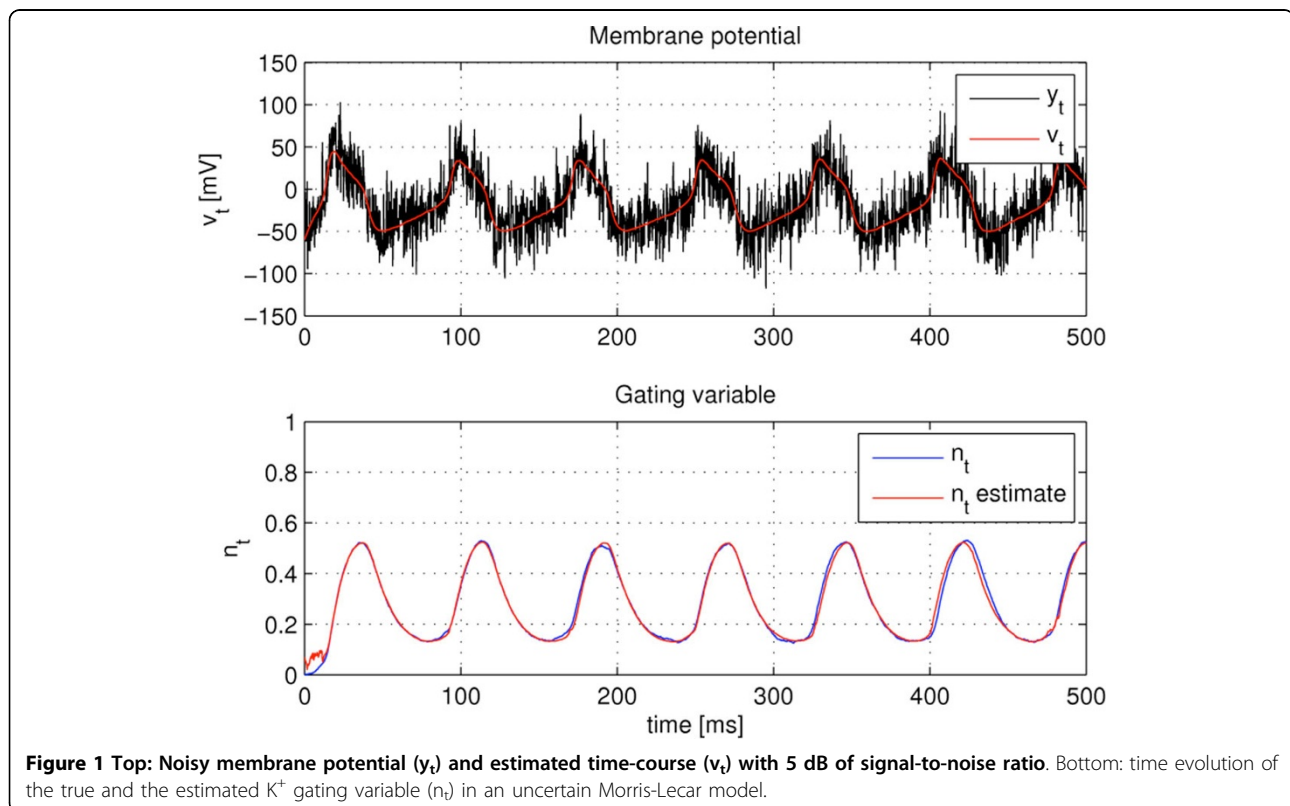 Membrane potential
150
100
50
0
−50
−100
−150
v_t [mV]
y_t
v_t
0 100 200 300 400 500
Gating variable
1
0.8
0.6
0.4
0.2
0
n_t
n_t
n_t estimate
0 100 200 300 400 500
time [ms]
Figure 1 Top: Noisy membrane potential (y_t) and estimated time-course (v_t) with 5 dB of signal-to-noise ratio. Bottom: time evolution of
the true and the estimated K⁺ gating variable (n_t) in an uncertain Morris-Lecar model.